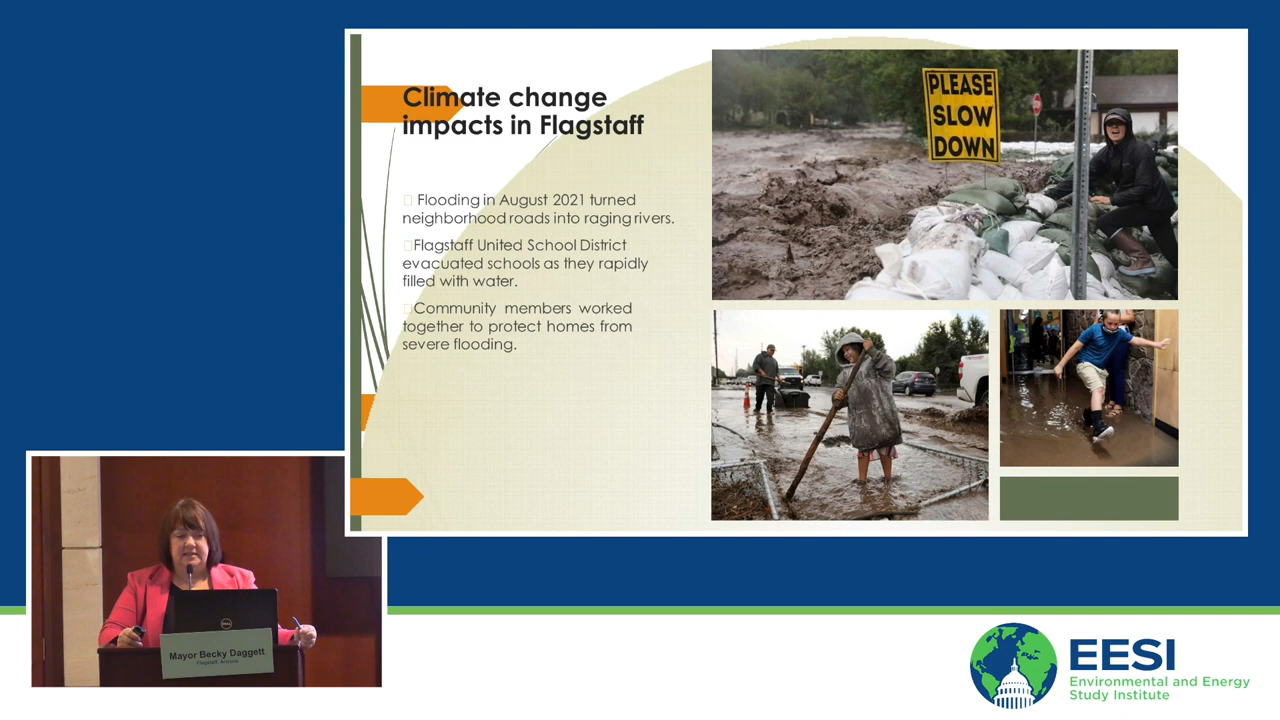 Climate change
impacts in Flagstaff
Flooding in August 2021 turned
neighborhood roads into raging rivers.
Flagstaff United School District
evacuated schools as they rapidly
filled with water.
Community members worked
together to protect homes from
severe flooding.
PLEASE
SLOW
DOWN
DELL
Mayor Becky Daggett
Flagstaff, Arizona
EESI
Environmental and Energy
Study Institute